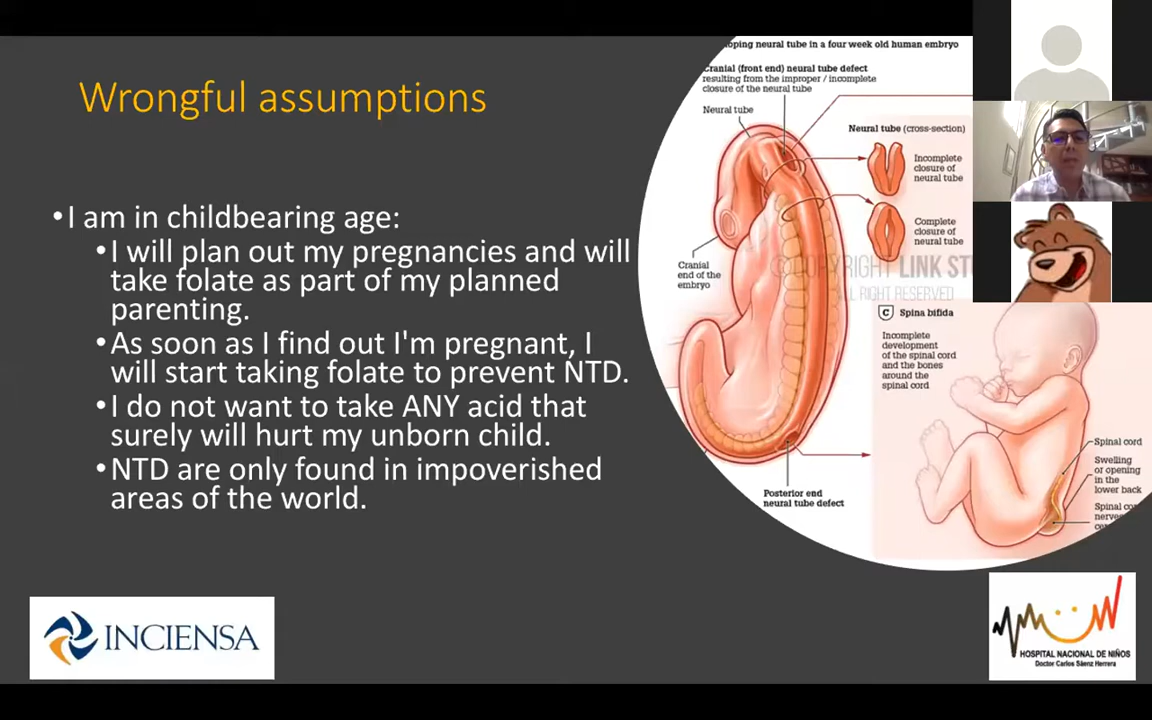 Wrongful assumptions
•I am in childbearing age:
•I will plan out my pregnancies and will
take folate as part of my planned
parenting.
•As soon as I find out I'm pregnant, I
will start taking folate to prevent NTD.
•I do not want to take ANY acid that
surely will hurt my unborn child.
•NTD are only found in impoverished
areas of the world.
neural tube in a four week old human embryo
Cranial (front end) neural tube defect
resulting from the improper / incomplete
closure of the neural tube
Neural tube
Neural tube (cross-section)
Incomplete
closure of
neural tube
Complete
closure of
neural tube
Cranial
end of the
embryo
COPYRIGHT LINK
ALL RIGHT RESERVED
C Spina bifida
Incomplete
development
of the spinal cord
and the bones
around the
spinal cord
Spinal cord
Swelling
or opening
in the
lower back
Spinal
Posterior end
neural tube defect
INCIENSA
HOSPITAL NACIONAL DE NIÑOS
Doctor Carlos Sáenz Herrera